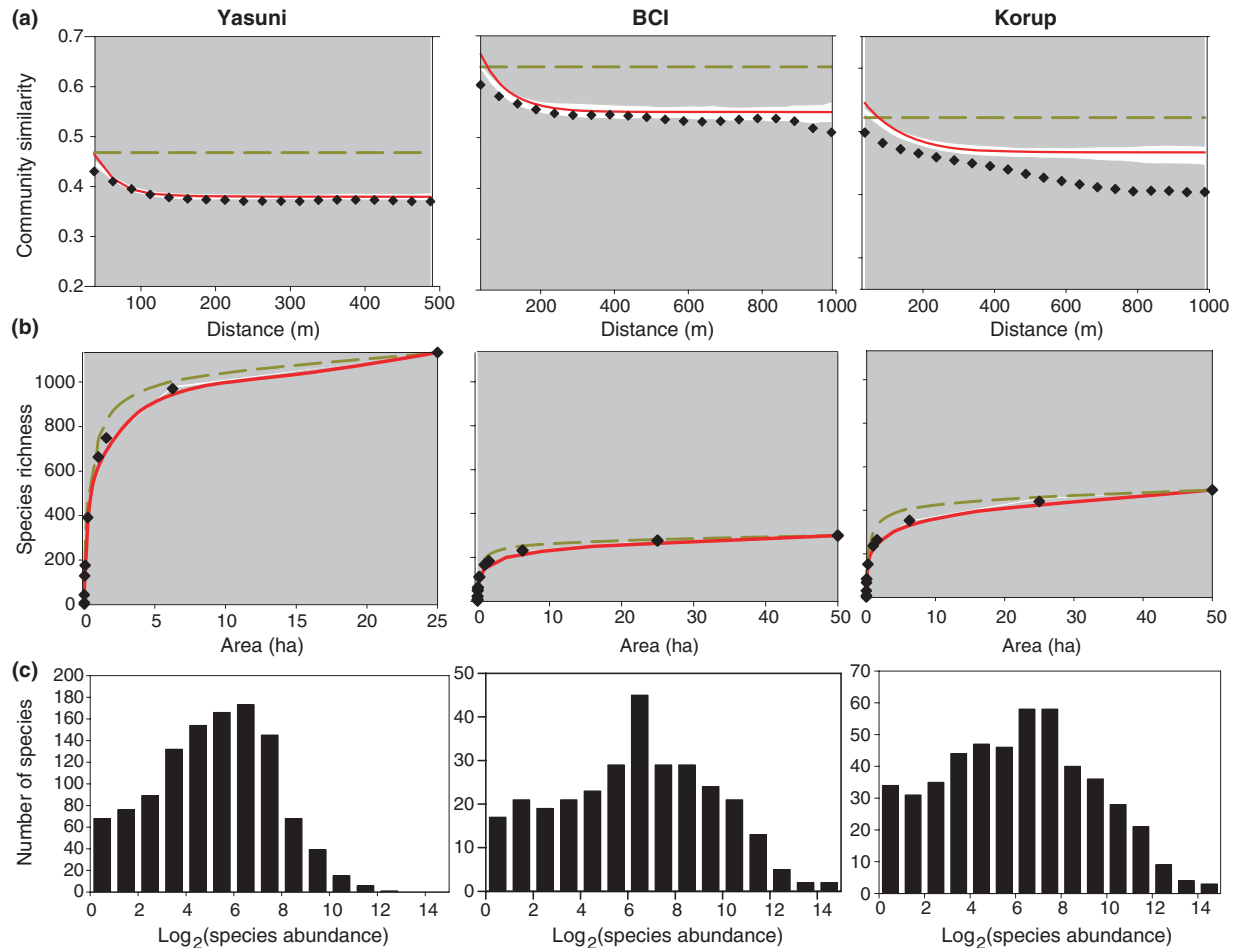 (a) Yasuni BCI Korup
Community similarity
0.7
0.6
0.5
0.4
0.3
0.2
100 200 300 400 500
200 400 600 800 1000
200 400 600 800 1000
Distance (m) Distance (m) Distance (m)
(b)
Species richness
1000
800
600
400
200
0
0 5 10 15 20 25
0 10 20 30 40 50
0 10 20 30 40 50
Area (ha) Area (ha) Area (ha)
(c)
Number of species
200
180
160
140
120
100
80
60
40
20
0
50
40
30
20
10
0
70
60
50
40
30
20
10
0
0 2 4 6 8 10 12 14
0 2 4 6 8 10 12 14
0 2 4 6 8 10 12 14
Log2(species abundance) Log2(species abundance) Log2(species abundance)